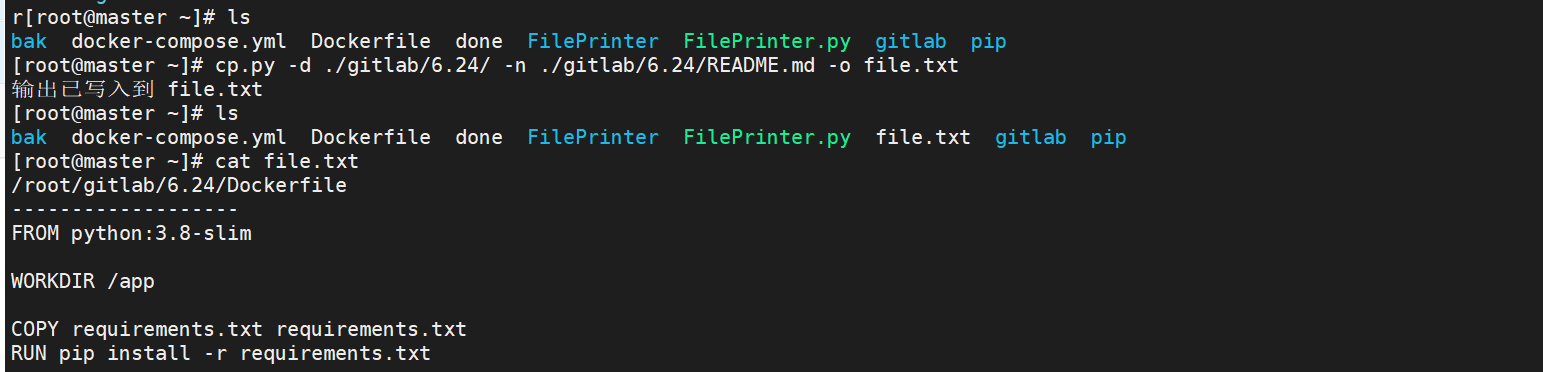 r[root@master ~]# ls
bak  docker-compose.yml  Dockerfile  done  FilePrinter  FilePrinter.py  gitlab  pip
[root@master ~]# cp.py -d ./gitlab/6.24/ -n ./gitlab/6.24/README.md -o file.txt
输出已写入到 file.txt
[root@master ~]# ls
bak  docker-compose.yml  Dockerfile  done  FilePrinter  FilePrinter.py  file.txt  gitlab  pip
[root@master ~]# cat file.txt
/root/gitlab/6.24/Dockerfile
-------------------
FROM python:3.8-slim

WORKDIR /app

COPY requirements.txt requirements.txt
RUN pip install -r requirements.txt